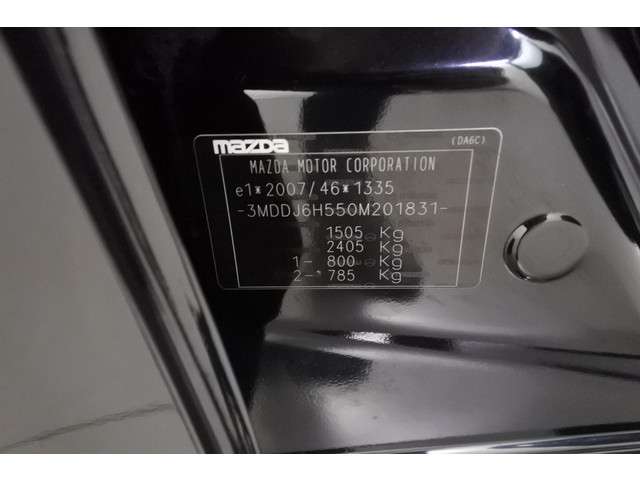 mazda
(DA6C)
MAZDA MOTOR CORPORATION
e1*2007/46*1335
-3MDDJ6H550M201831-
1505 Kg
2405 Kg
1- 800 Kg
2- 785 Kg